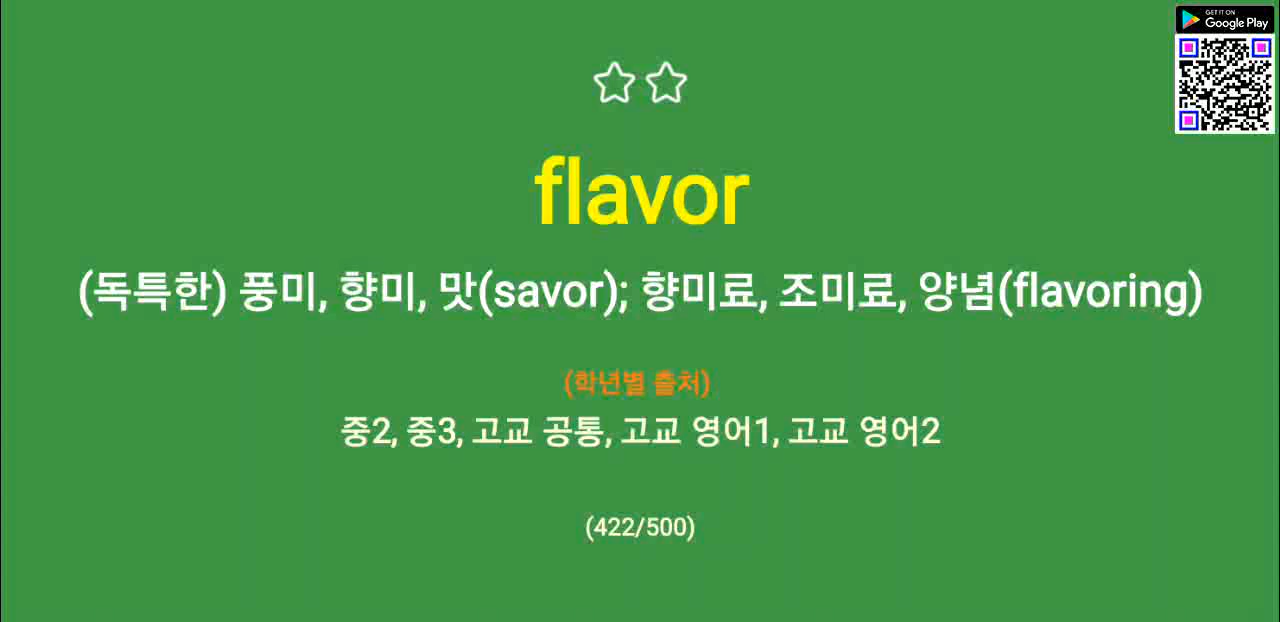 GET IT ON
Google Play
flavor
(독특한) 풍미, 향미, 맛(savor); 향미료, 조미료, 양념(flavoring)
(학년별 출처)
중2, 중3, 고교 공통, 고교 영어1, 고교 영어2
(422/500)